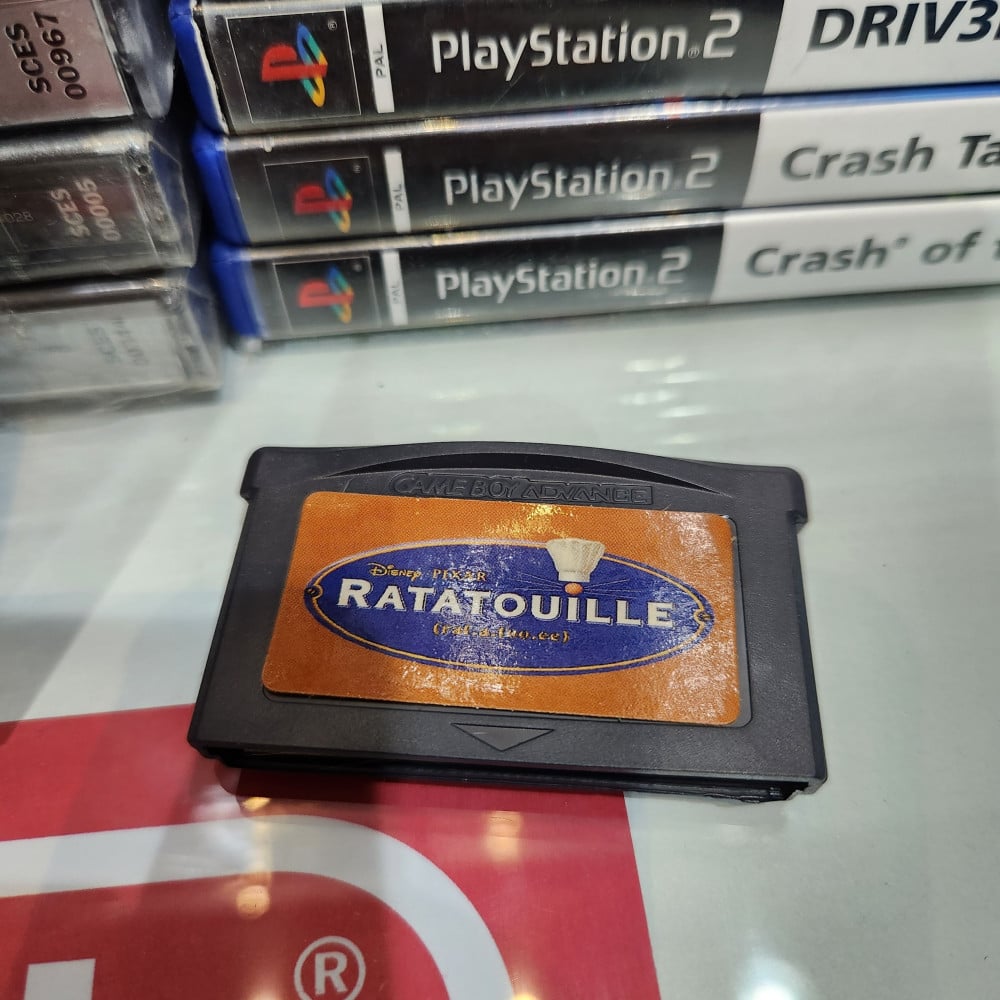 SCES
00967
SCES
00005
PAL
PlayStation®2
DRIV3
PAL
PlayStation®2
Crash Ta
PAL
PlayStation®2
Crash® of
GAME BOY ADVANCE
Disney PIXAR
RATATOUILLE
®